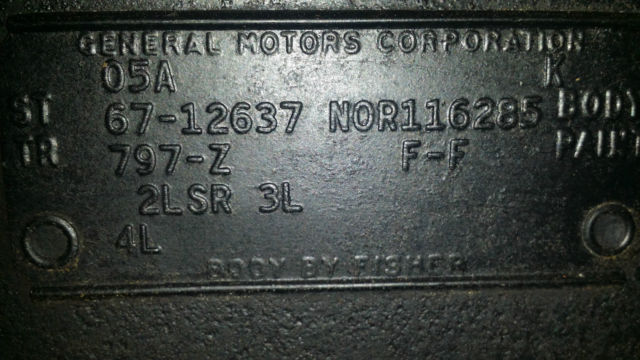 GENERAL MOTORS CORPORATION
05A K
ST 67-12637 NOR116285 BODY
TR 797-Z F-F PAINT
2LSR 3L
4L
BODY BY FISHER